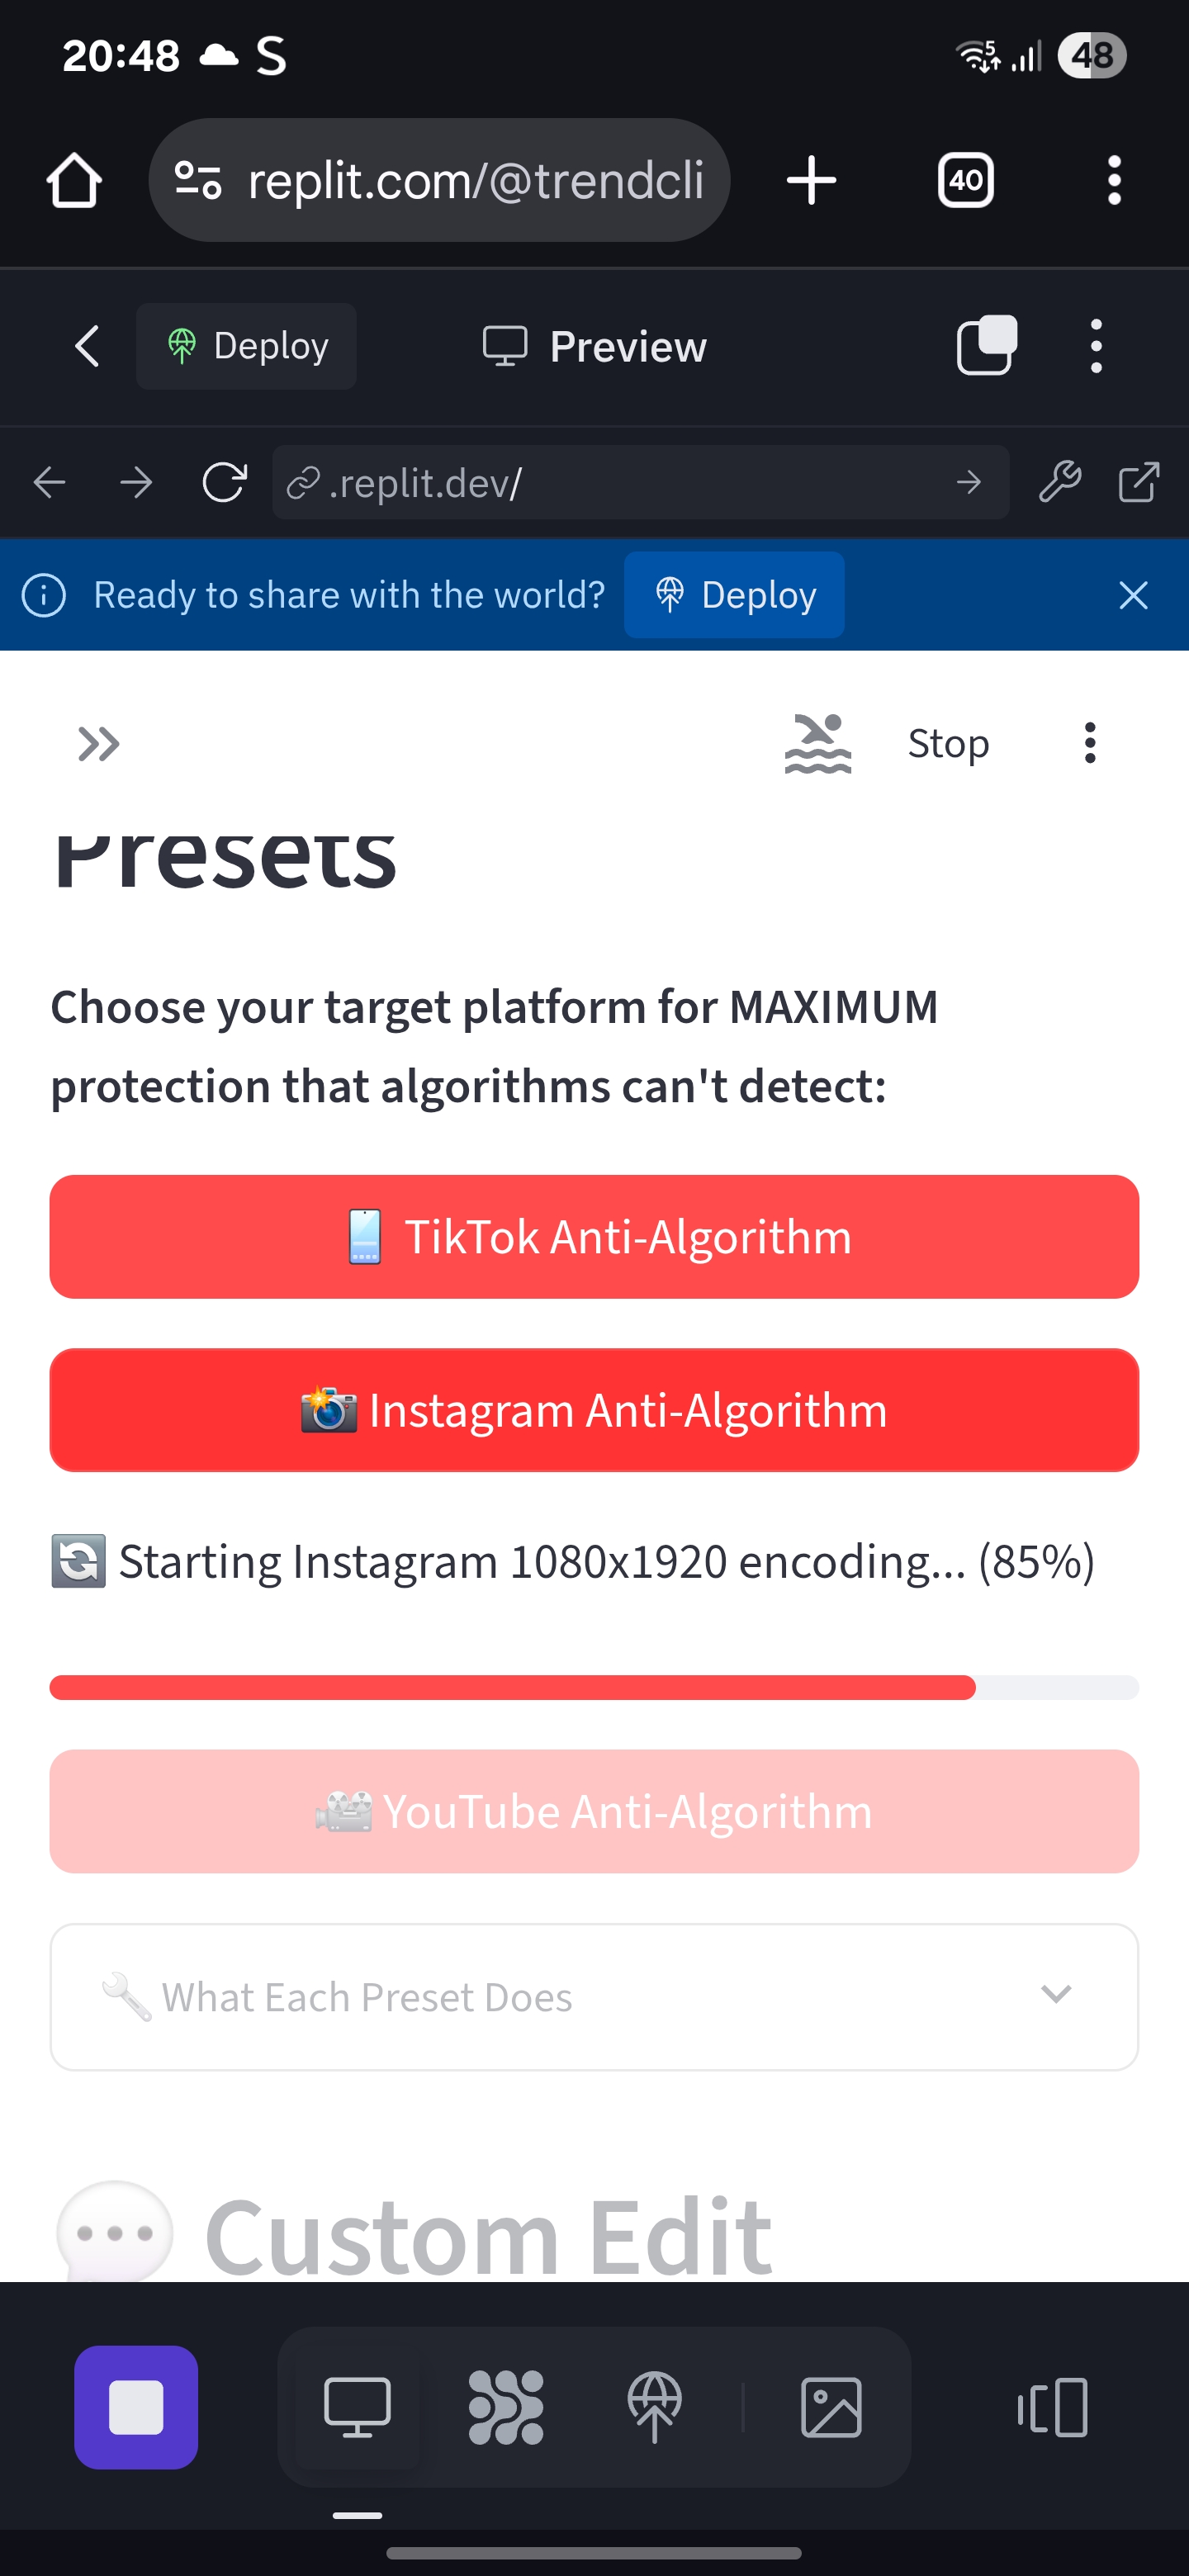 20:48 S 5 48
replit.com/@trendcli 40
Deploy Preview
.replit.dev/
Ready to share with the world? Deploy
Stop
Presets
Choose your target platform for MAXIMUM
protection that algorithms can't detect:
TikTok Anti-Algorithm
Instagram Anti-Algorithm
Starting Instagram 1080x1920 encoding... (85%)
YouTube Anti-Algorithm
What Each Preset Does
Custom Edit